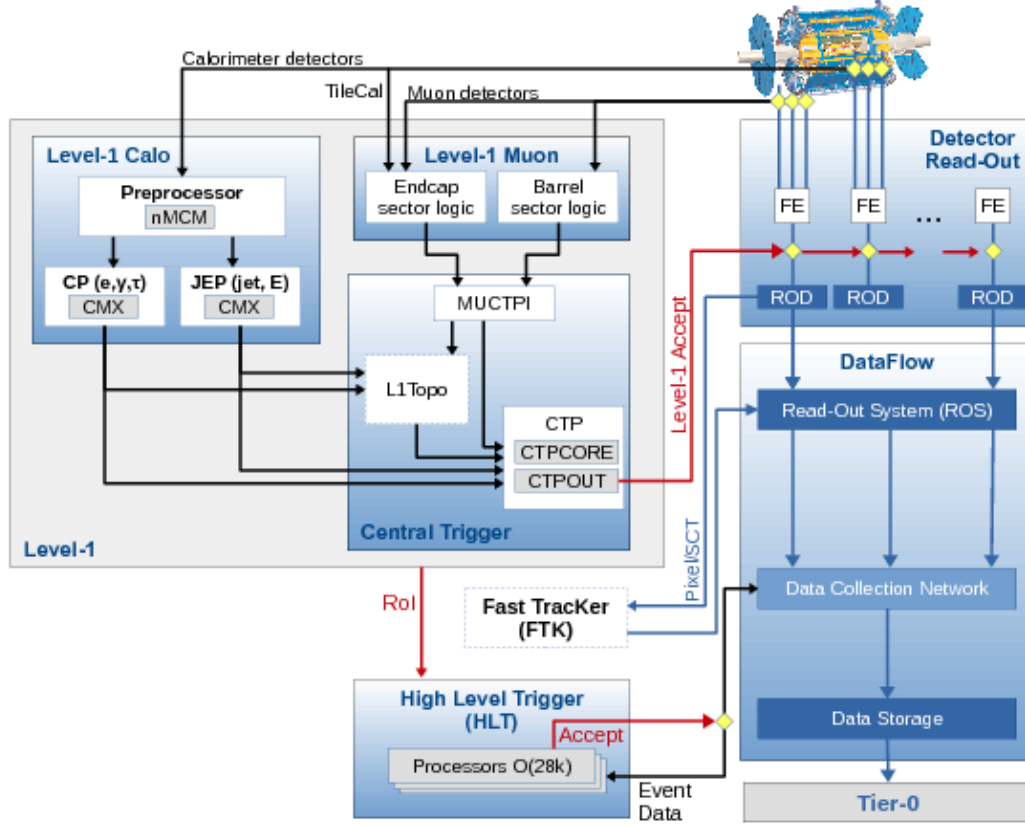 Calorimeter detectors
TileCal
Muon detectors
Level-1 Calo
Preprocessor
nMCM
CP (e,γ,τ)
CMX
JEP (jet, E)
CMX
Level-1 Muon
Endcap
sector logic
Barrel
sector logic
MUCTPI
L1Topo
CTP
CTPCORE
CTPOUT
Central Trigger
Level-1
Level-1 Accept
Detector
Read-Out
FE
FE
...
FE
ROD
ROD
ROD
DataFlow
Read-Out System (ROS)
Data Collection Network
Data Storage
Tier-0
Pixel/SCT
RoI
Fast TracKer
(FTK)
High Level Trigger
(HLT)
Accept
Processors O(28k)
Event
Data